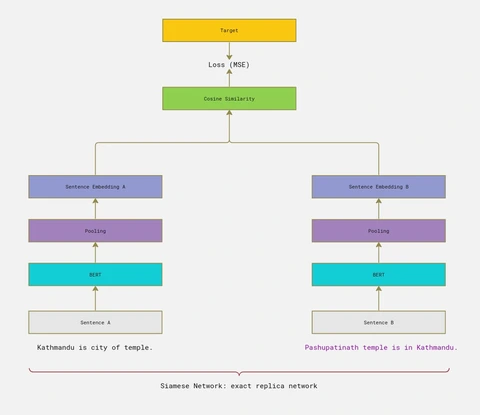 Target
Loss (MSE)
Cosine Similarity
Sentence Embedding A
Sentence Embedding B
Pooling
Pooling
BERT
BERT
Sentence A
Sentence B
Kathmandu is city of temple.
Pashupatinath temple is in Kathmandu.
Siamese Network: exact replica network